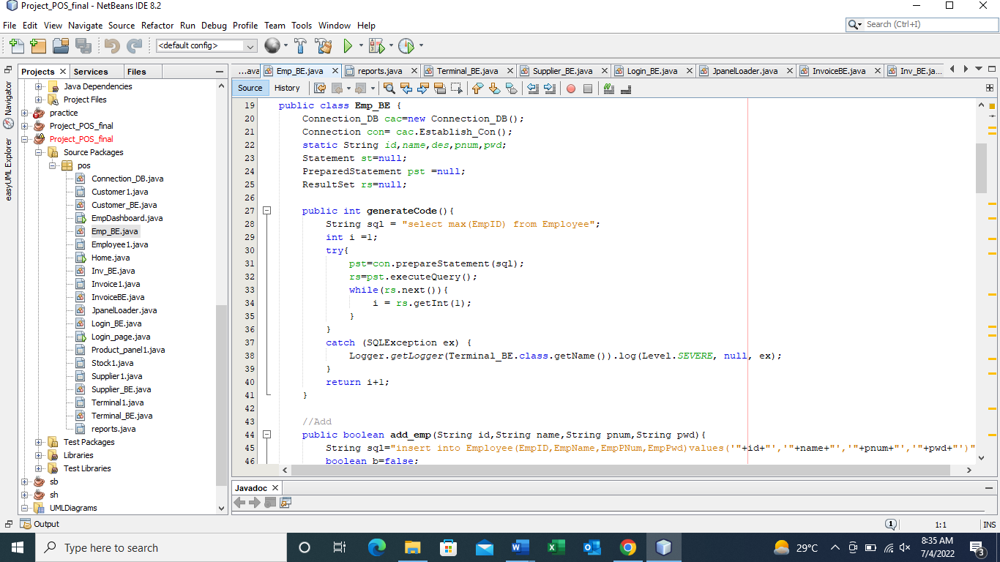 Project_POS_final - NetBeans IDE 8.2
File Edit View Navigate Source Refactor Run Debug Profile Team Tools Window Help
Search (Ctrl+I)
<default config>
Projects Services Files
Navigator
easyUML Explorer
Java Dependencies
Project Files
practice
Project_POS_final
Project_POS_final
Source Packages
pos
Connection_DB.java
Customer1.java
Customer_BE.java
EmpDashboard.java
Emp_BE.java
Employee1.java
Home.java
Inv_BE.java
Invoice1.java
InvoiceBE.java
JpanelLoader.java
Login_BE.java
Login_page.java
Product_panel1.java
Stock1.java
Supplier1.java
Supplier_BE.java
Terminal1.java
Terminal_BE.java
reports.java
Test Packages
Libraries
Test Libraries
sb
sh
UMLDiagrams
...ava Emp_BE.java reports.java Terminal_BE.java Supplier_BE.java Login_BE.java JpanelLoader.java InvoiceBE.java Inv_BE.ja...
Source History
19 public class Emp_BE {
20 Connection_DB cac=new Connection_DB();
21 Connection con= cac.Establish_Con();
22 static String id,name,des,pnum,pwd;
23 Statement st=null;
24 PreparedStatement pst =null;
25 ResultSet rs=null;
26
27 public int generateCode(){
28 String sql = "select max(EmpID) from Employee";
29 int i =1;
30 try{
31 pst=con.prepareStatement(sql);
32 rs=pst.executeQuery();
33 while(rs.next()){
34 i = rs.getInt(1);
35 }
36 }
37 catch (SQLException ex) {
38 Logger.getLogger(Terminal_BE.class.getName()).log(Level.SEVERE, null, ex);
39 }
40 return i+1;
41 }
42
43 //Add
44 public boolean add_emp(String id,String name,String pnum,String pwd){
45 String sql="insert into Employee(EmpID,EmpName,EmpPNum,EmpPwd)values('"+id+"','"+name+"','"+pnum+"','"+pwd+"')"
46 boolean b=false;
Javadoc
Output
1
1:1
INS
Type here to search
29°C
8:35 AM
7/4/2022
3